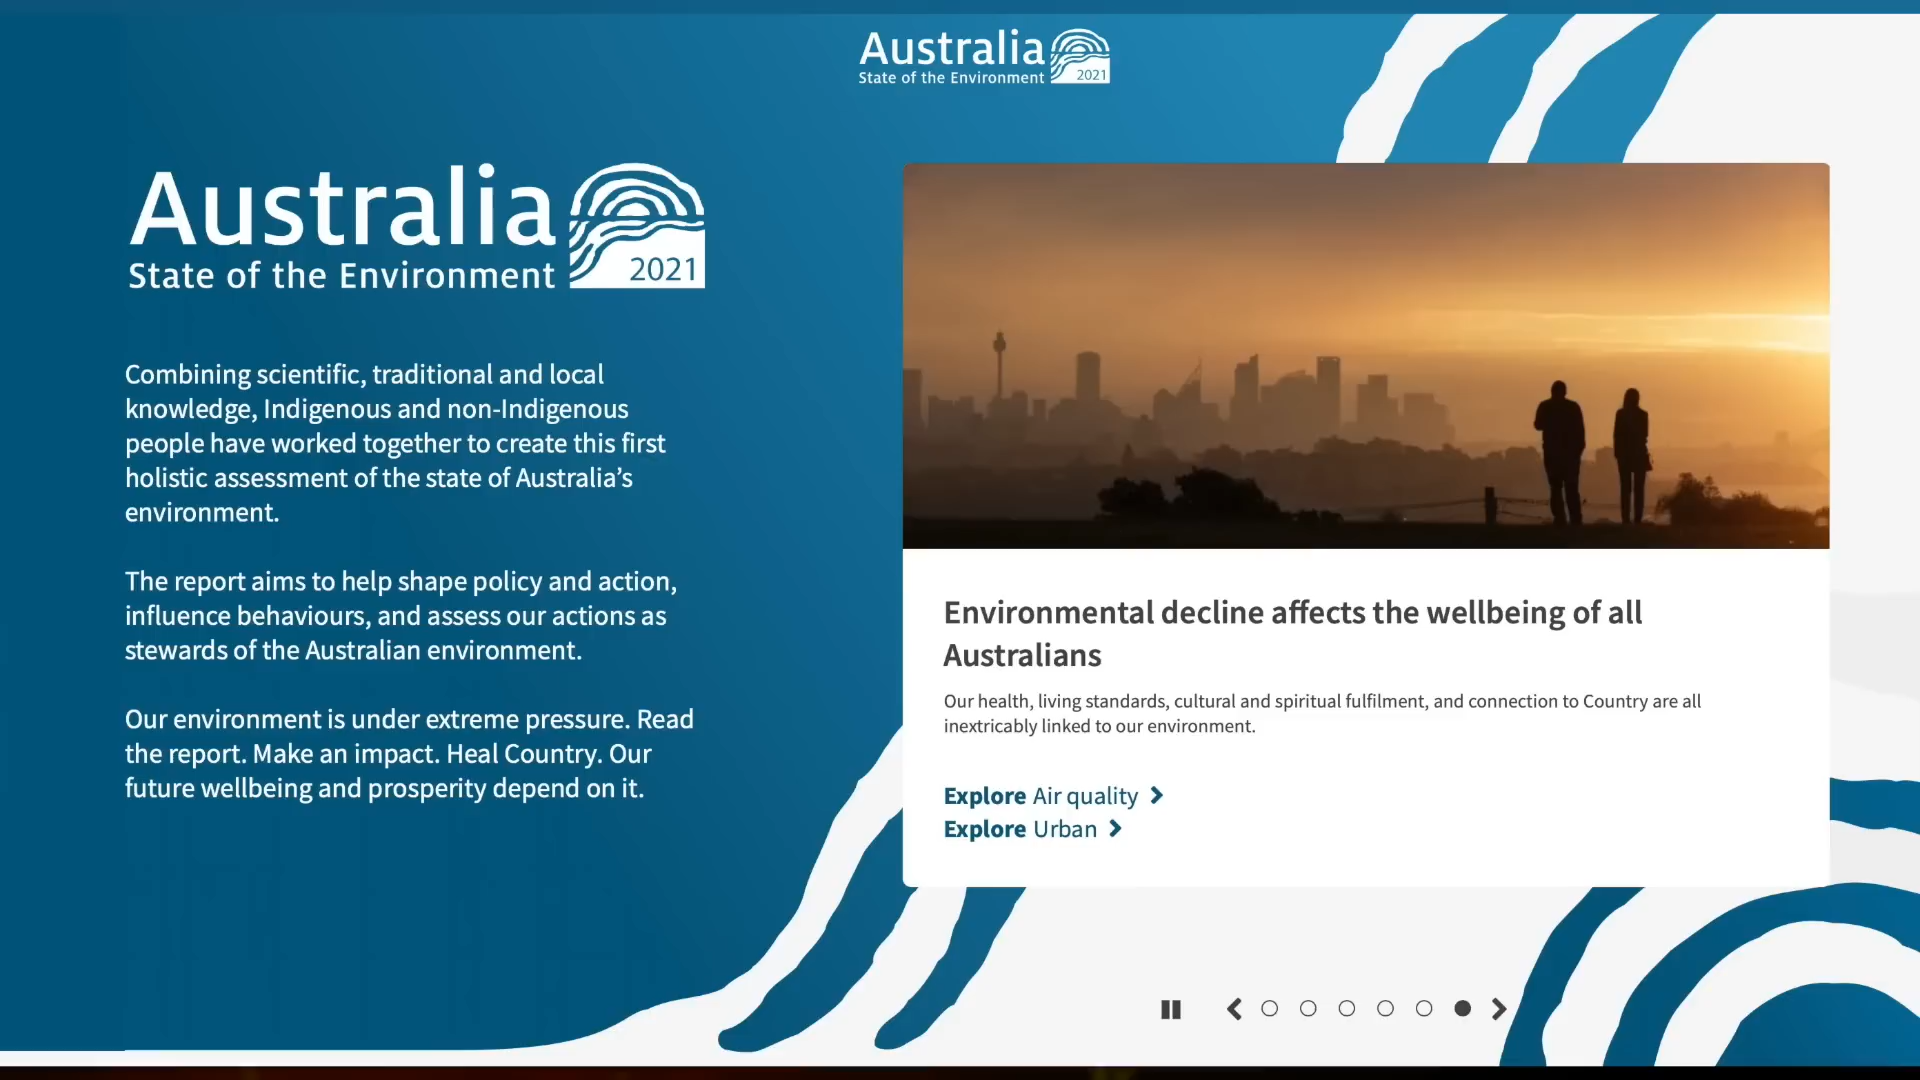 Australia
State of the Environment
2021
Australia
State of the Environment
2021
Combining scientific, traditional and local
knowledge, Indigenous and non-Indigenous
people have worked together to create this first
holistic assessment of the state of Australia’s
environment.
The report aims to help shape policy and action,
influence behaviours, and assess our actions as
stewards of the Australian environment.
Our environment is under extreme pressure. Read
the report. Make an impact. Heal Country. Our
future wellbeing and prosperity depend on it.
Environmental decline affects the wellbeing of all
Australians
Our health, living standards, cultural and spiritual fulfilment, and connection to Country are all
inextricably linked to our environment.
Explore Air quality
Explore Urban